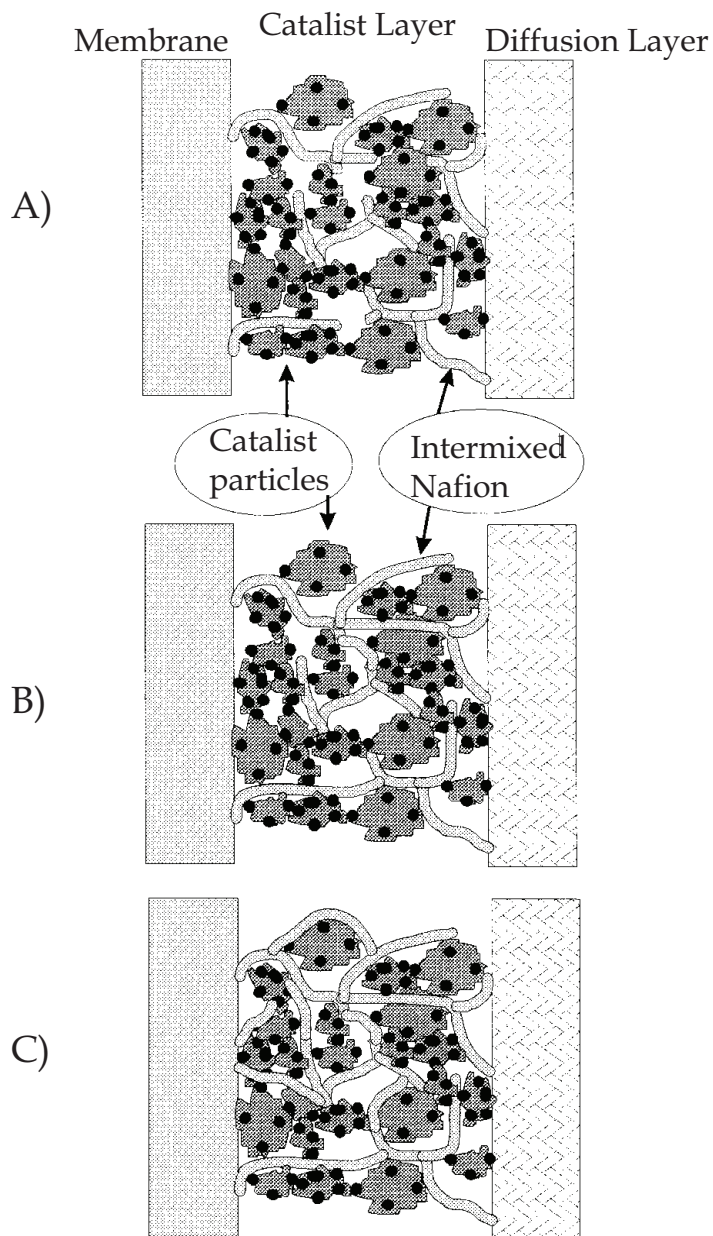 Membrane
Catalist Layer
Diffusion Layer
A)
Catalist
particles
Intermixed
Nafion
B)
C)